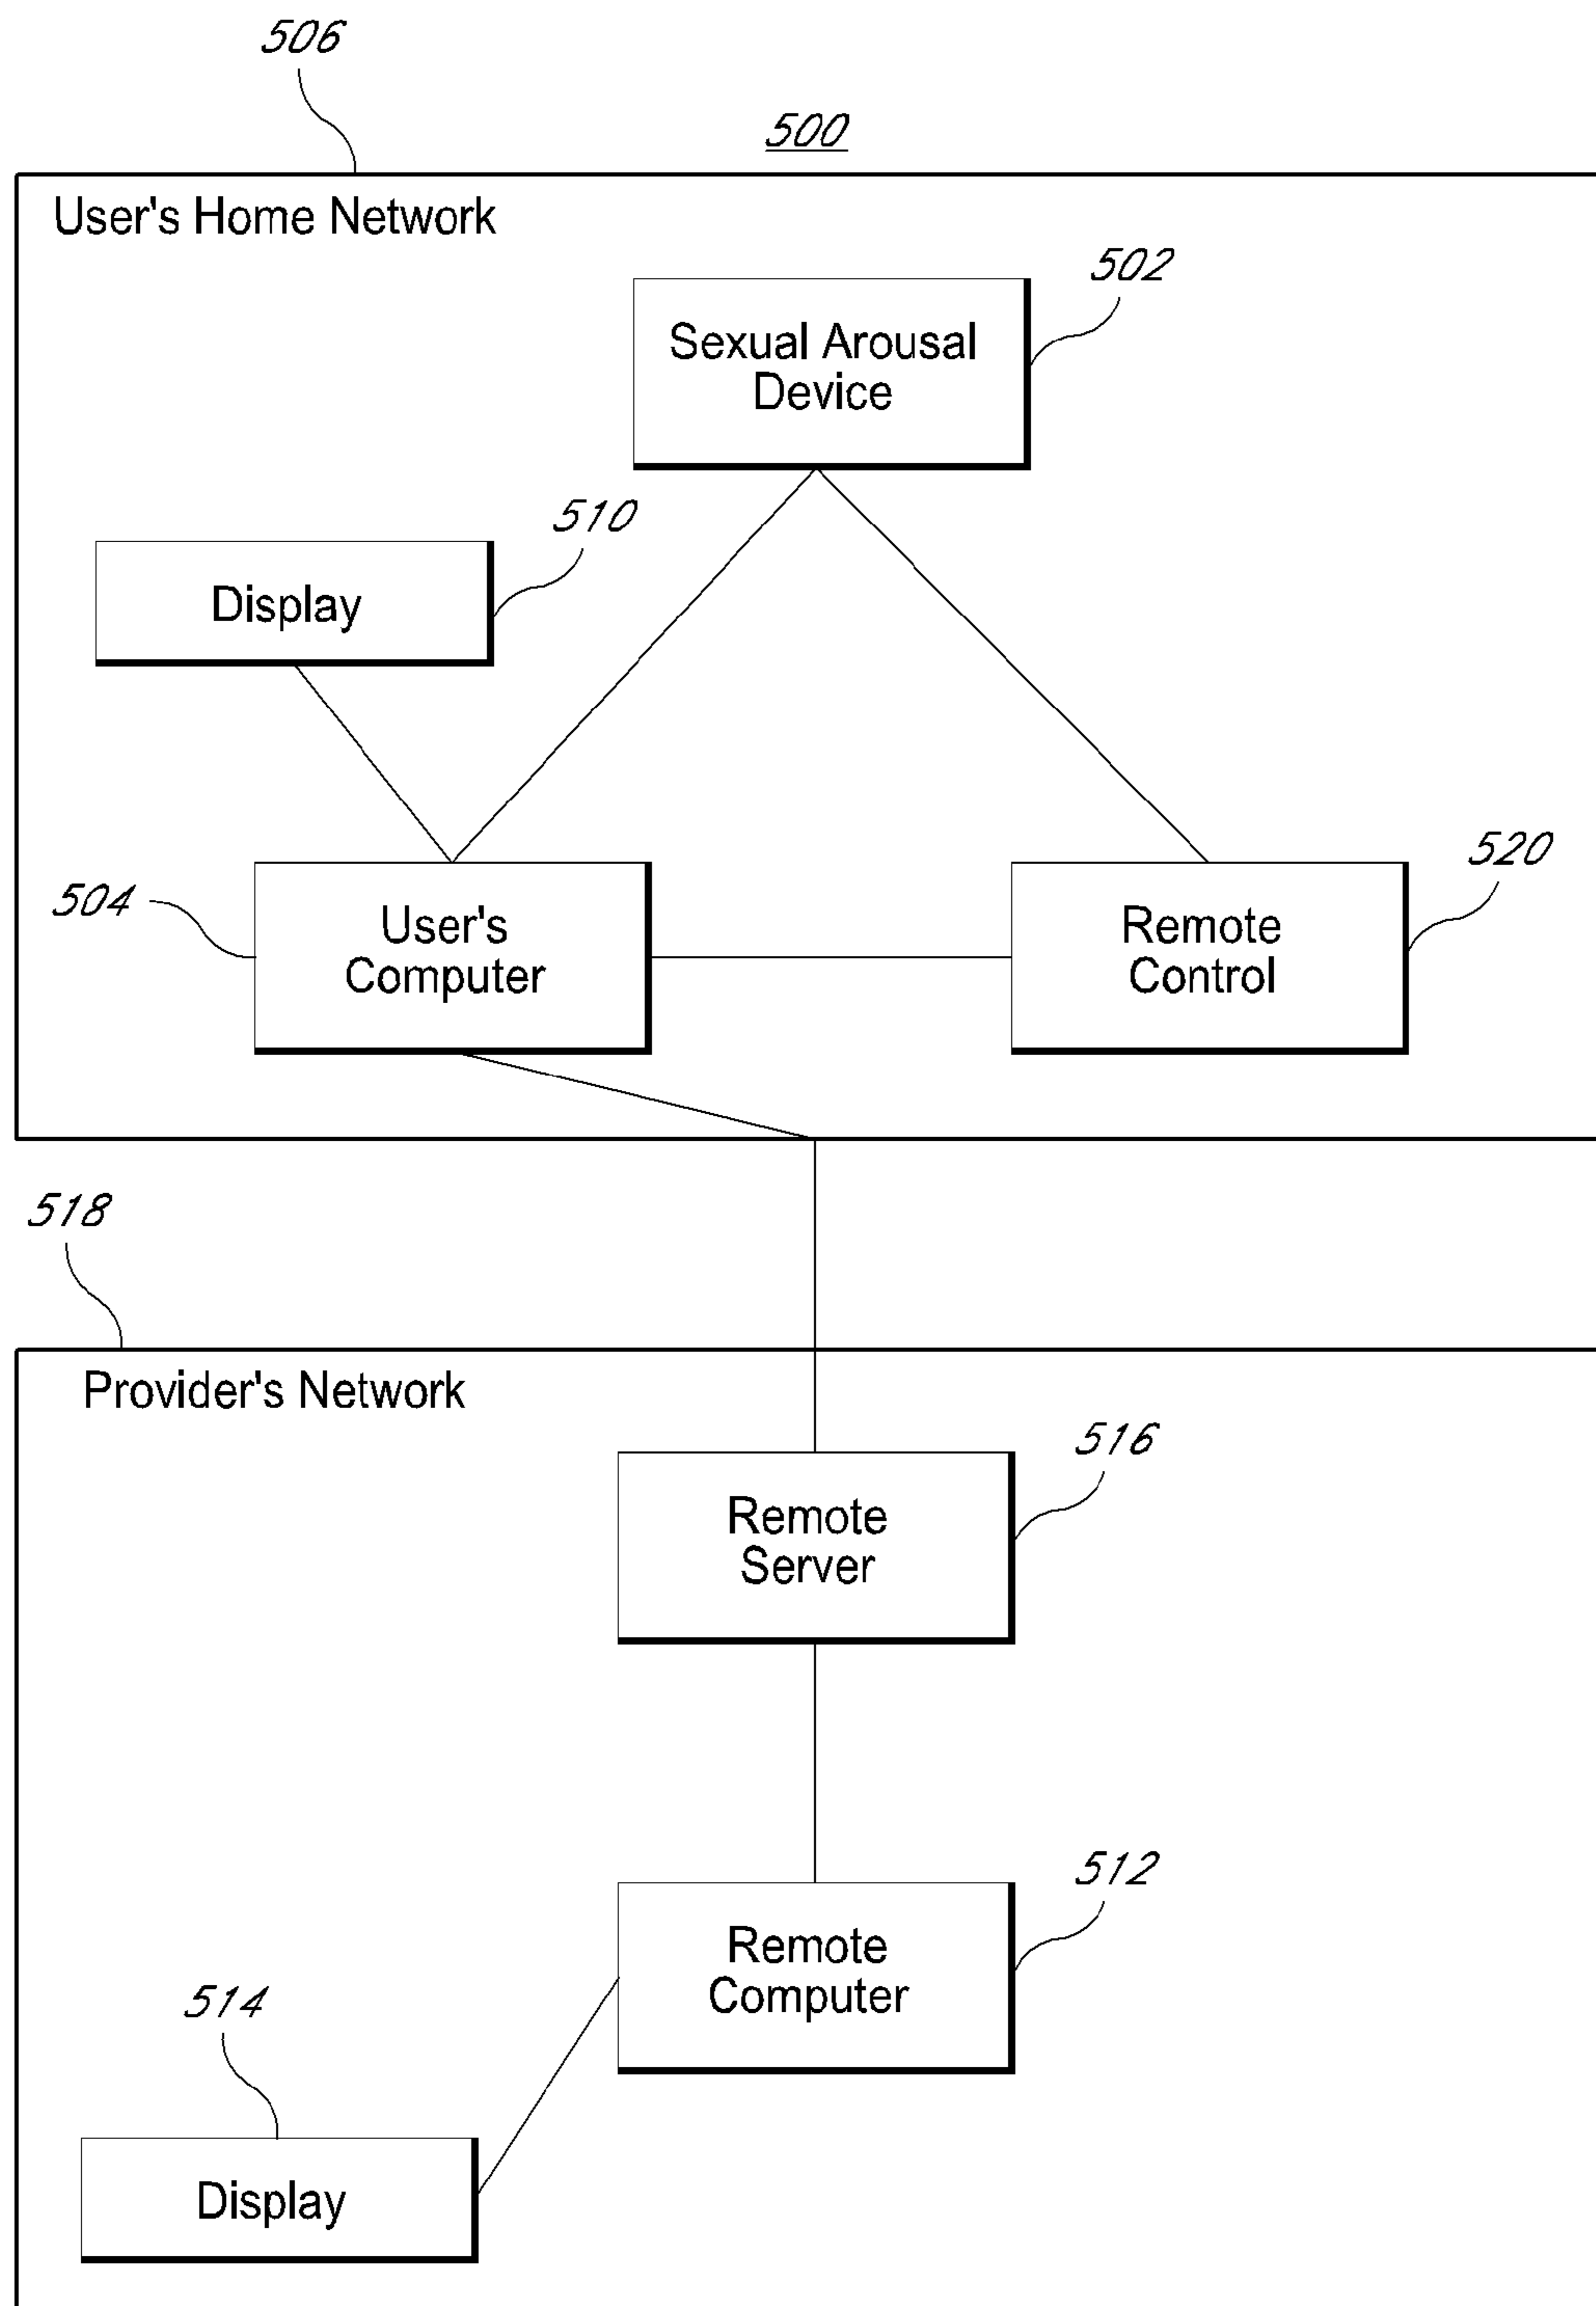 506
500
User's Home Network
502
Sexual Arousal
Device
510
Display
504
User's
Computer
520
Remote
Control
518
Provider's Network
516
Remote
Server
512
Remote
Computer
514
Display